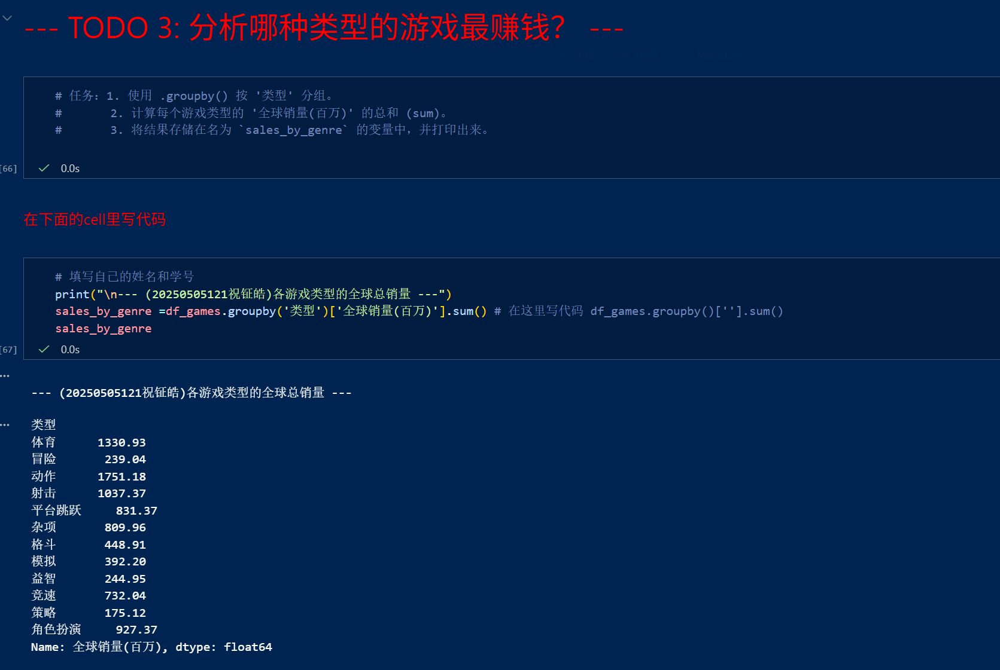 --- TODO 3: 分析哪种类型的游戏最赚钱？ ---
生成 + 代码 + Markdown
# 任务：1. 使用 .groupby() 按 '类型' 分组。
# 2. 计算每个游戏类型的 '全球销量(百万)' 的总和 (sum)。
# 3. 将结果存储在名为 `sales_by_genre` 的变量中，并打印出来。
[66] 0.0s
在下面的cell里写代码
# 填写自己的姓名和学号
print("\n--- (20250505121祝钲皓)各游戏类型的全球总销量 ---")
sales_by_genre =df_games.groupby('类型')['全球销量(百万)'].sum() # 在这里写代码 df_games.groupby()[''].sum()
sales_by_genre
[67] 0.0s
...
--- (20250505121祝钲皓)各游戏类型的全球总销量 ---
...
类型
体育 1330.93
冒险 239.04
动作 1751.18
射击 1037.37
平台跳跃 831.37
杂项 809.96
格斗 448.91
模拟 392.20
益智 244.95
竞速 732.04
策略 175.12
角色扮演 927.37
Name: 全球销量(百万), dtype: float64